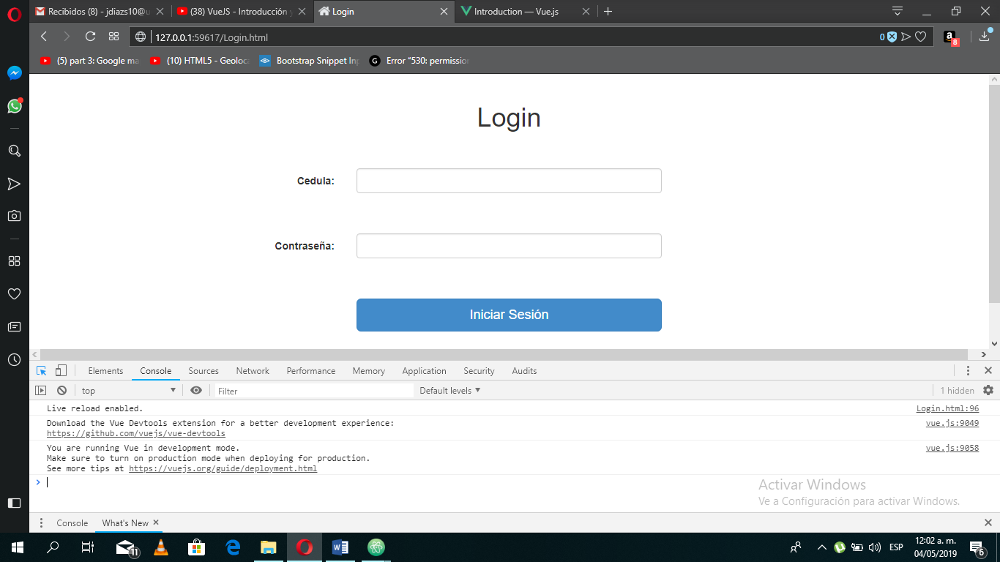 Recibidos (8) - jdiazs10@u
(38) VueJS - Introducción y
Login
Introduction — Vue.js
127.0.0.1:59617/Login.html
0
a
8
(5) part 3: Google ma
(10) HTML5 - Geoloc
<B> Bootstrap Snippet Inp
G Error "530: permission
Login
Cedula:
Contraseña:
Iniciar Sesión
Elements Console Sources Network Performance Memory Application Security Audits
top
Filter
Default levels
1 hidden
Live reload enabled. Login.html:96
Download the Vue Devtools extension for a better development experience: vue.js:9049
https://github.com/vuejs/vue-devtools
You are running Vue in development mode. vue.js:9058
Make sure to turn on production mode when deploying for production.
See more tips at https://vuejs.org/guide/deployment.html
Activar Windows
Ve a Configuración para activar Windows.
Console What's New
11
W
ESP
12:02 a. m.
04/05/2019
6